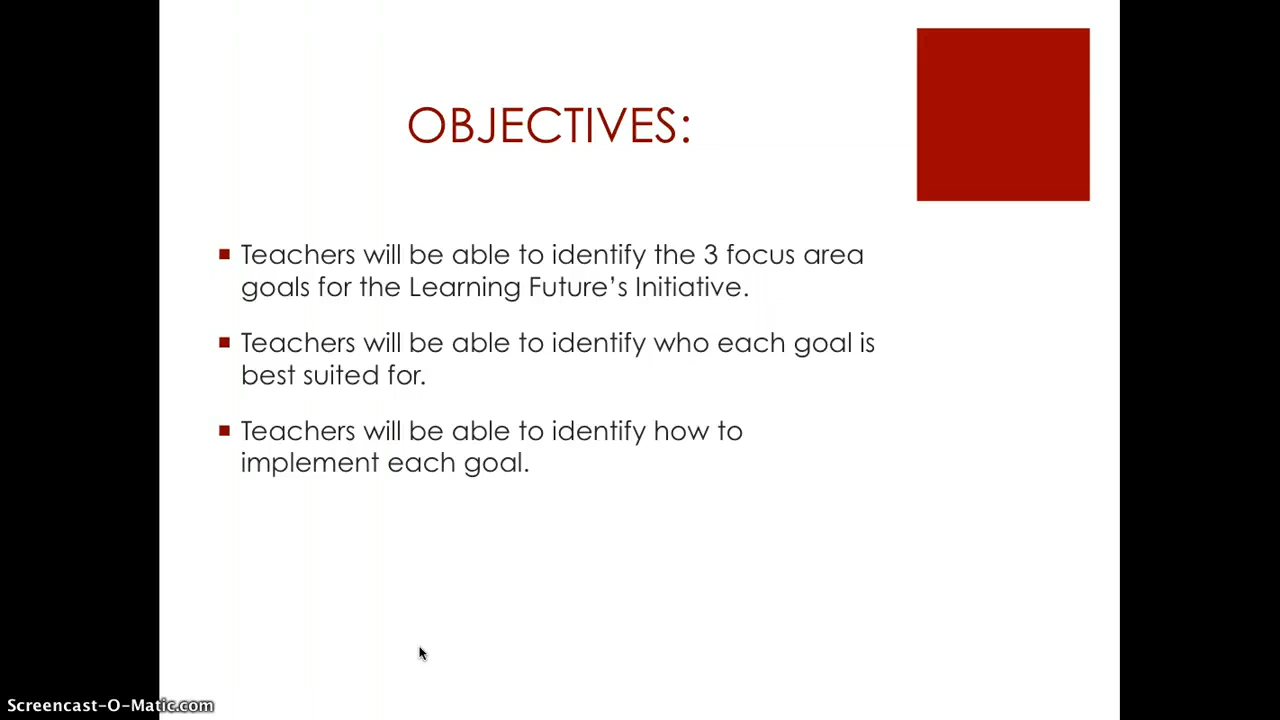 OBJECTIVES:
Teachers will be able to identify the 3 focus area
goals for the Learning Future’s Initiative.
Teachers will be able to identify who each goal is
best suited for.
Teachers will be able to identify how to
implement each goal.
Screencast-O-Matic.com